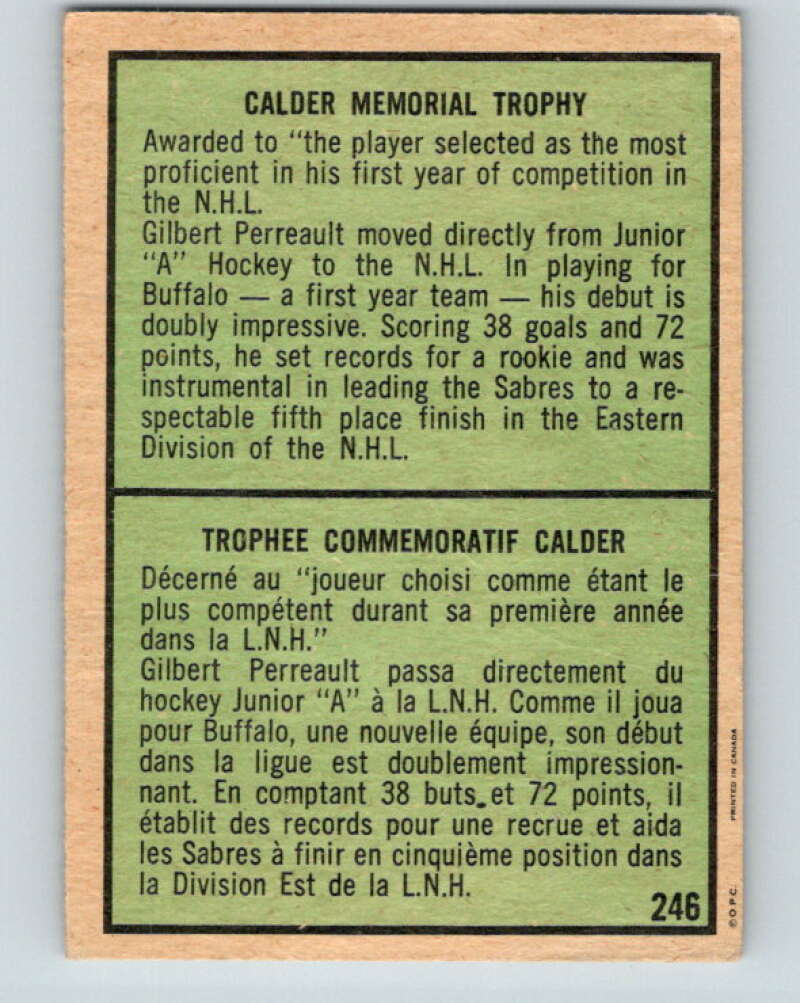 CALDER MEMORIAL TROPHY
Awarded to "the player selected as the most
proficient in his first year of competition in
the N.H.L.
Gilbert Perreault moved directly from Junior
"A" Hockey to the N.H.L. In playing for
Buffalo — a first year team — his debut is
doubly impressive. Scoring 38 goals and 72
points, he set records for a rookie and was
instrumental in leading the Sabres to a re-
spectable fifth place finish in the Eastern
Division of the N.H.L.
TROPHEE COMMEMORATIF CALDER
Décerné au "joueur choisi comme étant le
plus compétent durant sa première année
dans la L.N.H."
Gilbert Perreault passa directement du
hockey Junior "A" à la L.N.H. Comme il joua
pour Buffalo, une nouvelle équipe, son début
dans la ligue est doublement impression-
nant. En comptant 38 buts et 72 points, il
établit des records pour une recrue et aida
les Sabres à finir en cinquième position dans
la Division Est de la L.N.H.
246
©O.P.C. PRINTED IN CANADA